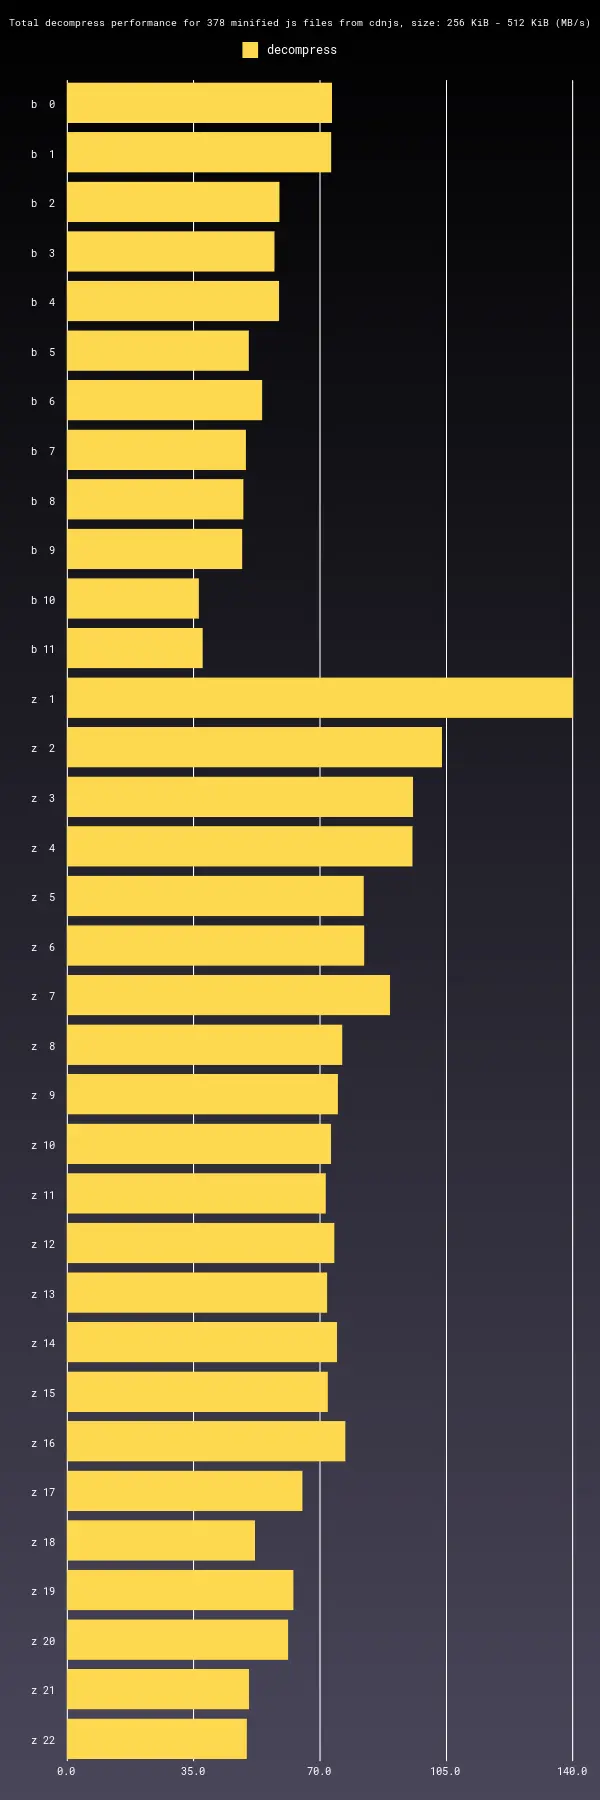 Total decompress performance for 378 minified js files from cdnjs, size: 256 KiB - 512 KiB (MB/s)
decompress
b  0
b  1
b  2
b  3
b  4
b  5
b  6
b  7
b  8
b  9
b 10
b 11
z  1
z  2
z  3
z  4
z  5
z  6
z  7
z  8
z  9
z 10
z 11
z 12
z 13
z 14
z 15
z 16
z 17
z 18
z 19
z 20
z 21
z 22
0.0 35.0 70.0 105.0 140.0